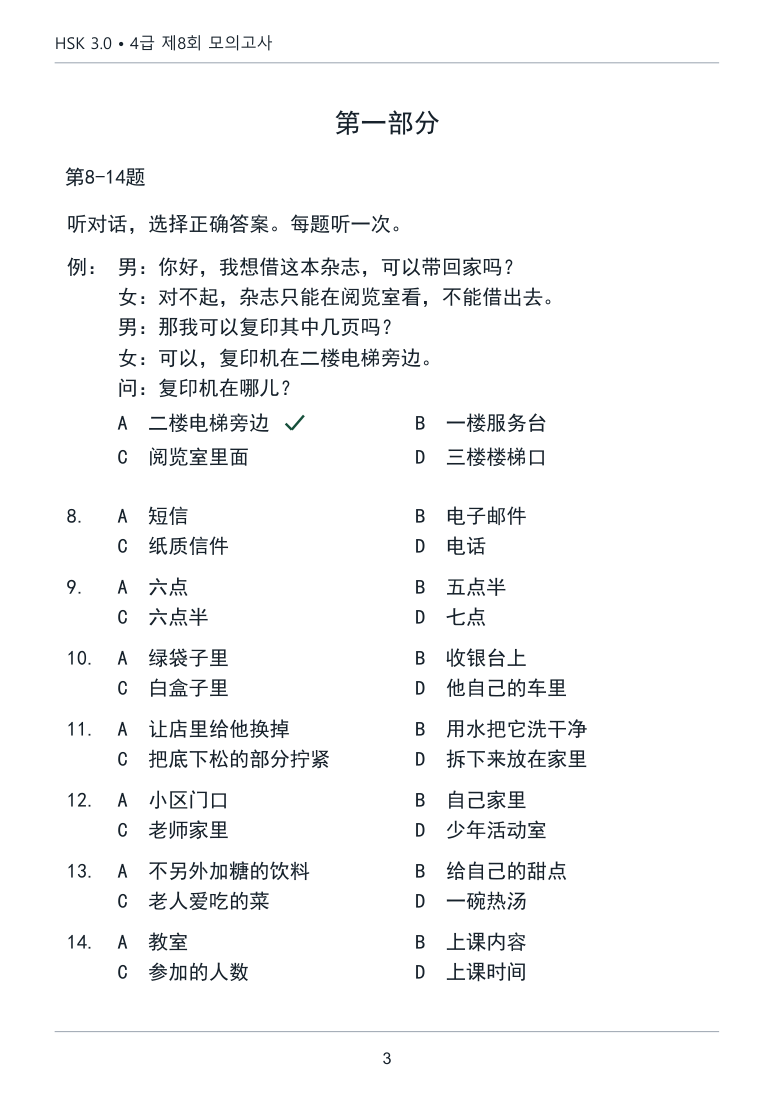 HSK 3.0 • 4급 제8회 모의고사
第一部分
第8-14题
听对话，选择正确答案。每题听一次。
例： 男：你好，我想借这本杂志，可以带回家吗？
女：对不起，杂志只能在阅览室看，不能借出去。
男：那我可以复印其中几页吗？
女：可以，复印机在二楼电梯旁边。
问：复印机在哪儿？
A 二楼电梯旁边 ✓ B 一楼服务台
C 阅览室里面 D 三楼楼梯口
8. A 短信 B 电子邮件
C 纸质信件 D 电话
9. A 六点 B 五点半
C 六点半 D 七点
10. A 绿袋子里 B 收银台上
C 白盒子里 D 他自己的车里
11. A 让店里给他换掉 B 用水把它洗干净
C 把底下松的部分拧紧 D 拆下来放在家里
12. A 小区门口 B 自己家里
C 老师家里 D 少年活动室
13. A 不另外加糖的饮料 B 给自己的甜点
C 老人爱吃的菜 D 一碗热汤
14. A 教室 B 上课内容
C 参加的人数 D 上课时间
3